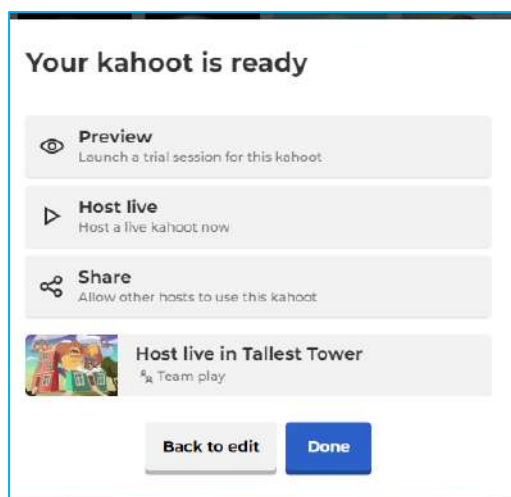 Your kahoot is ready
Preview
Launch a trial session for this kahoot
Host live
Host a live kahoot now
Share
Allow other hosts to use this kahoot
Host live in Tallest Tower
Team play
Back to edit
Done